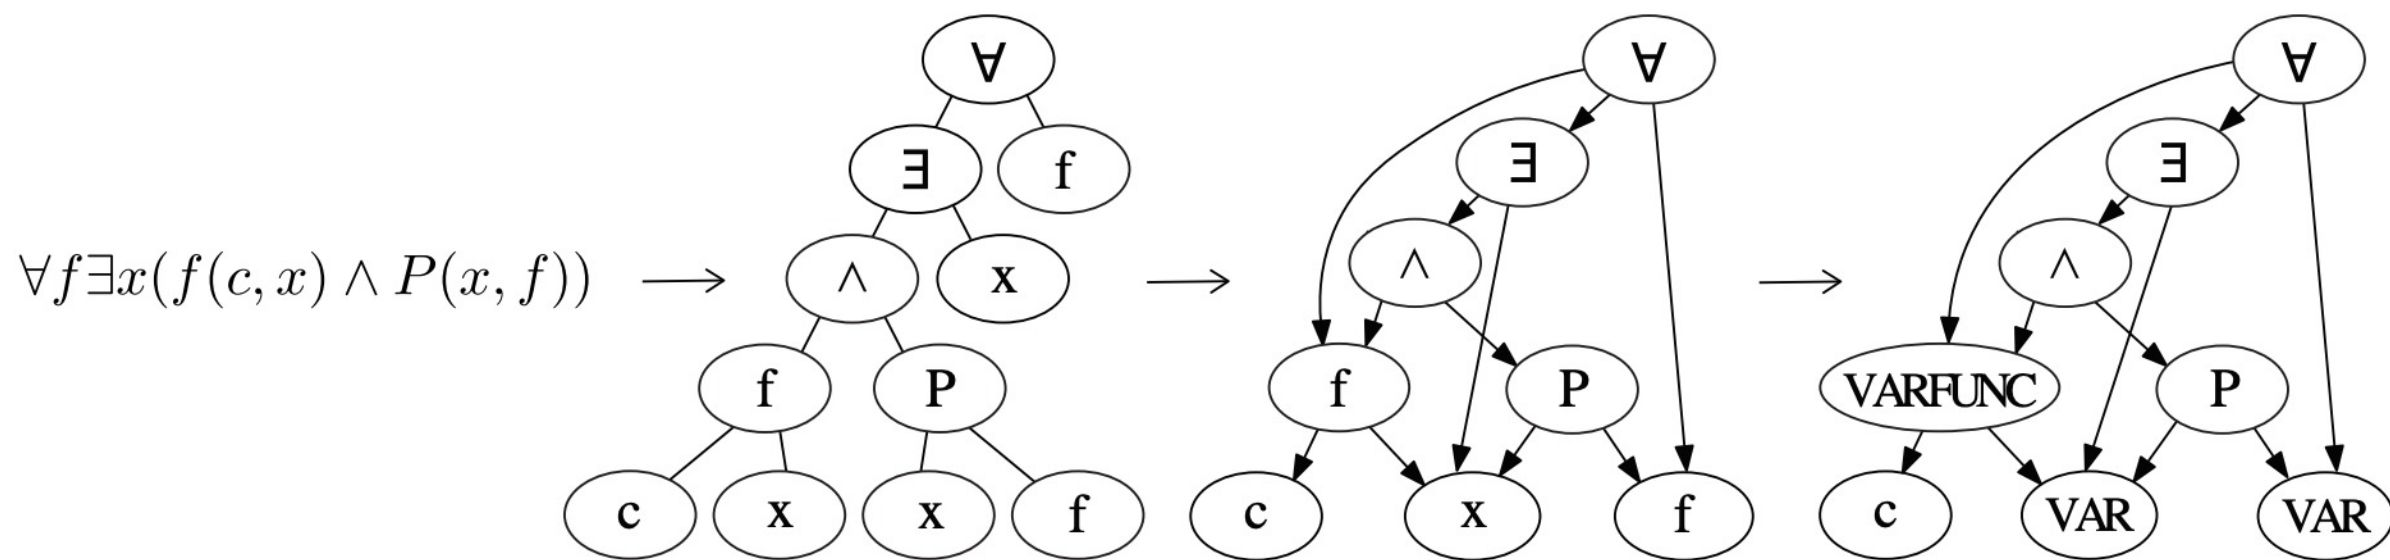 ∀f∃x(f(c, x) ∧ P(x, f))
∀
∃
f
∧
x
f
P
c
x
x
f
∀
∃
∧
f
P
c
x
f
∀
∃
∧
VARFUNC
P
c
VAR
VAR